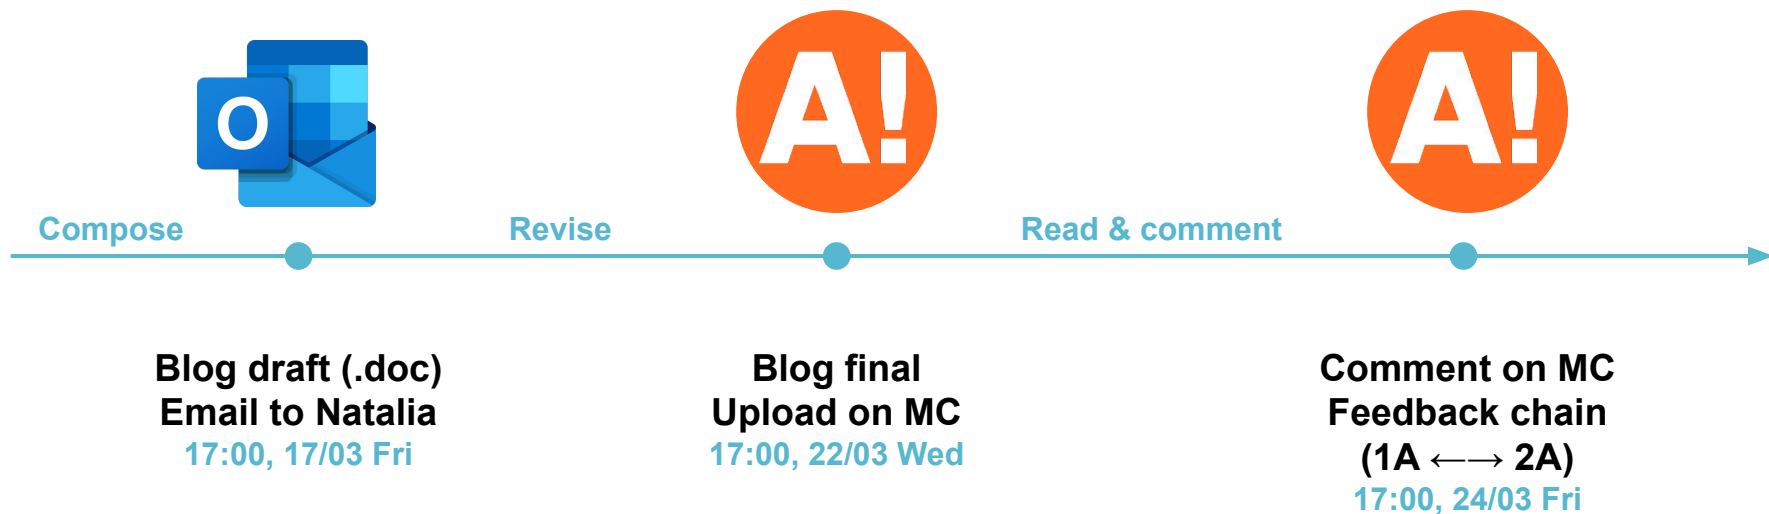 O
A!
A!
Compose
Revise
Read & comment
Blog draft (.doc)
Email to Natalia
17:00, 17/03 Fri
Blog final
Upload on MC
17:00, 22/03 Wed
Comment on MC
Feedback chain
(1A ←→ 2A)
17:00, 24/03 Fri